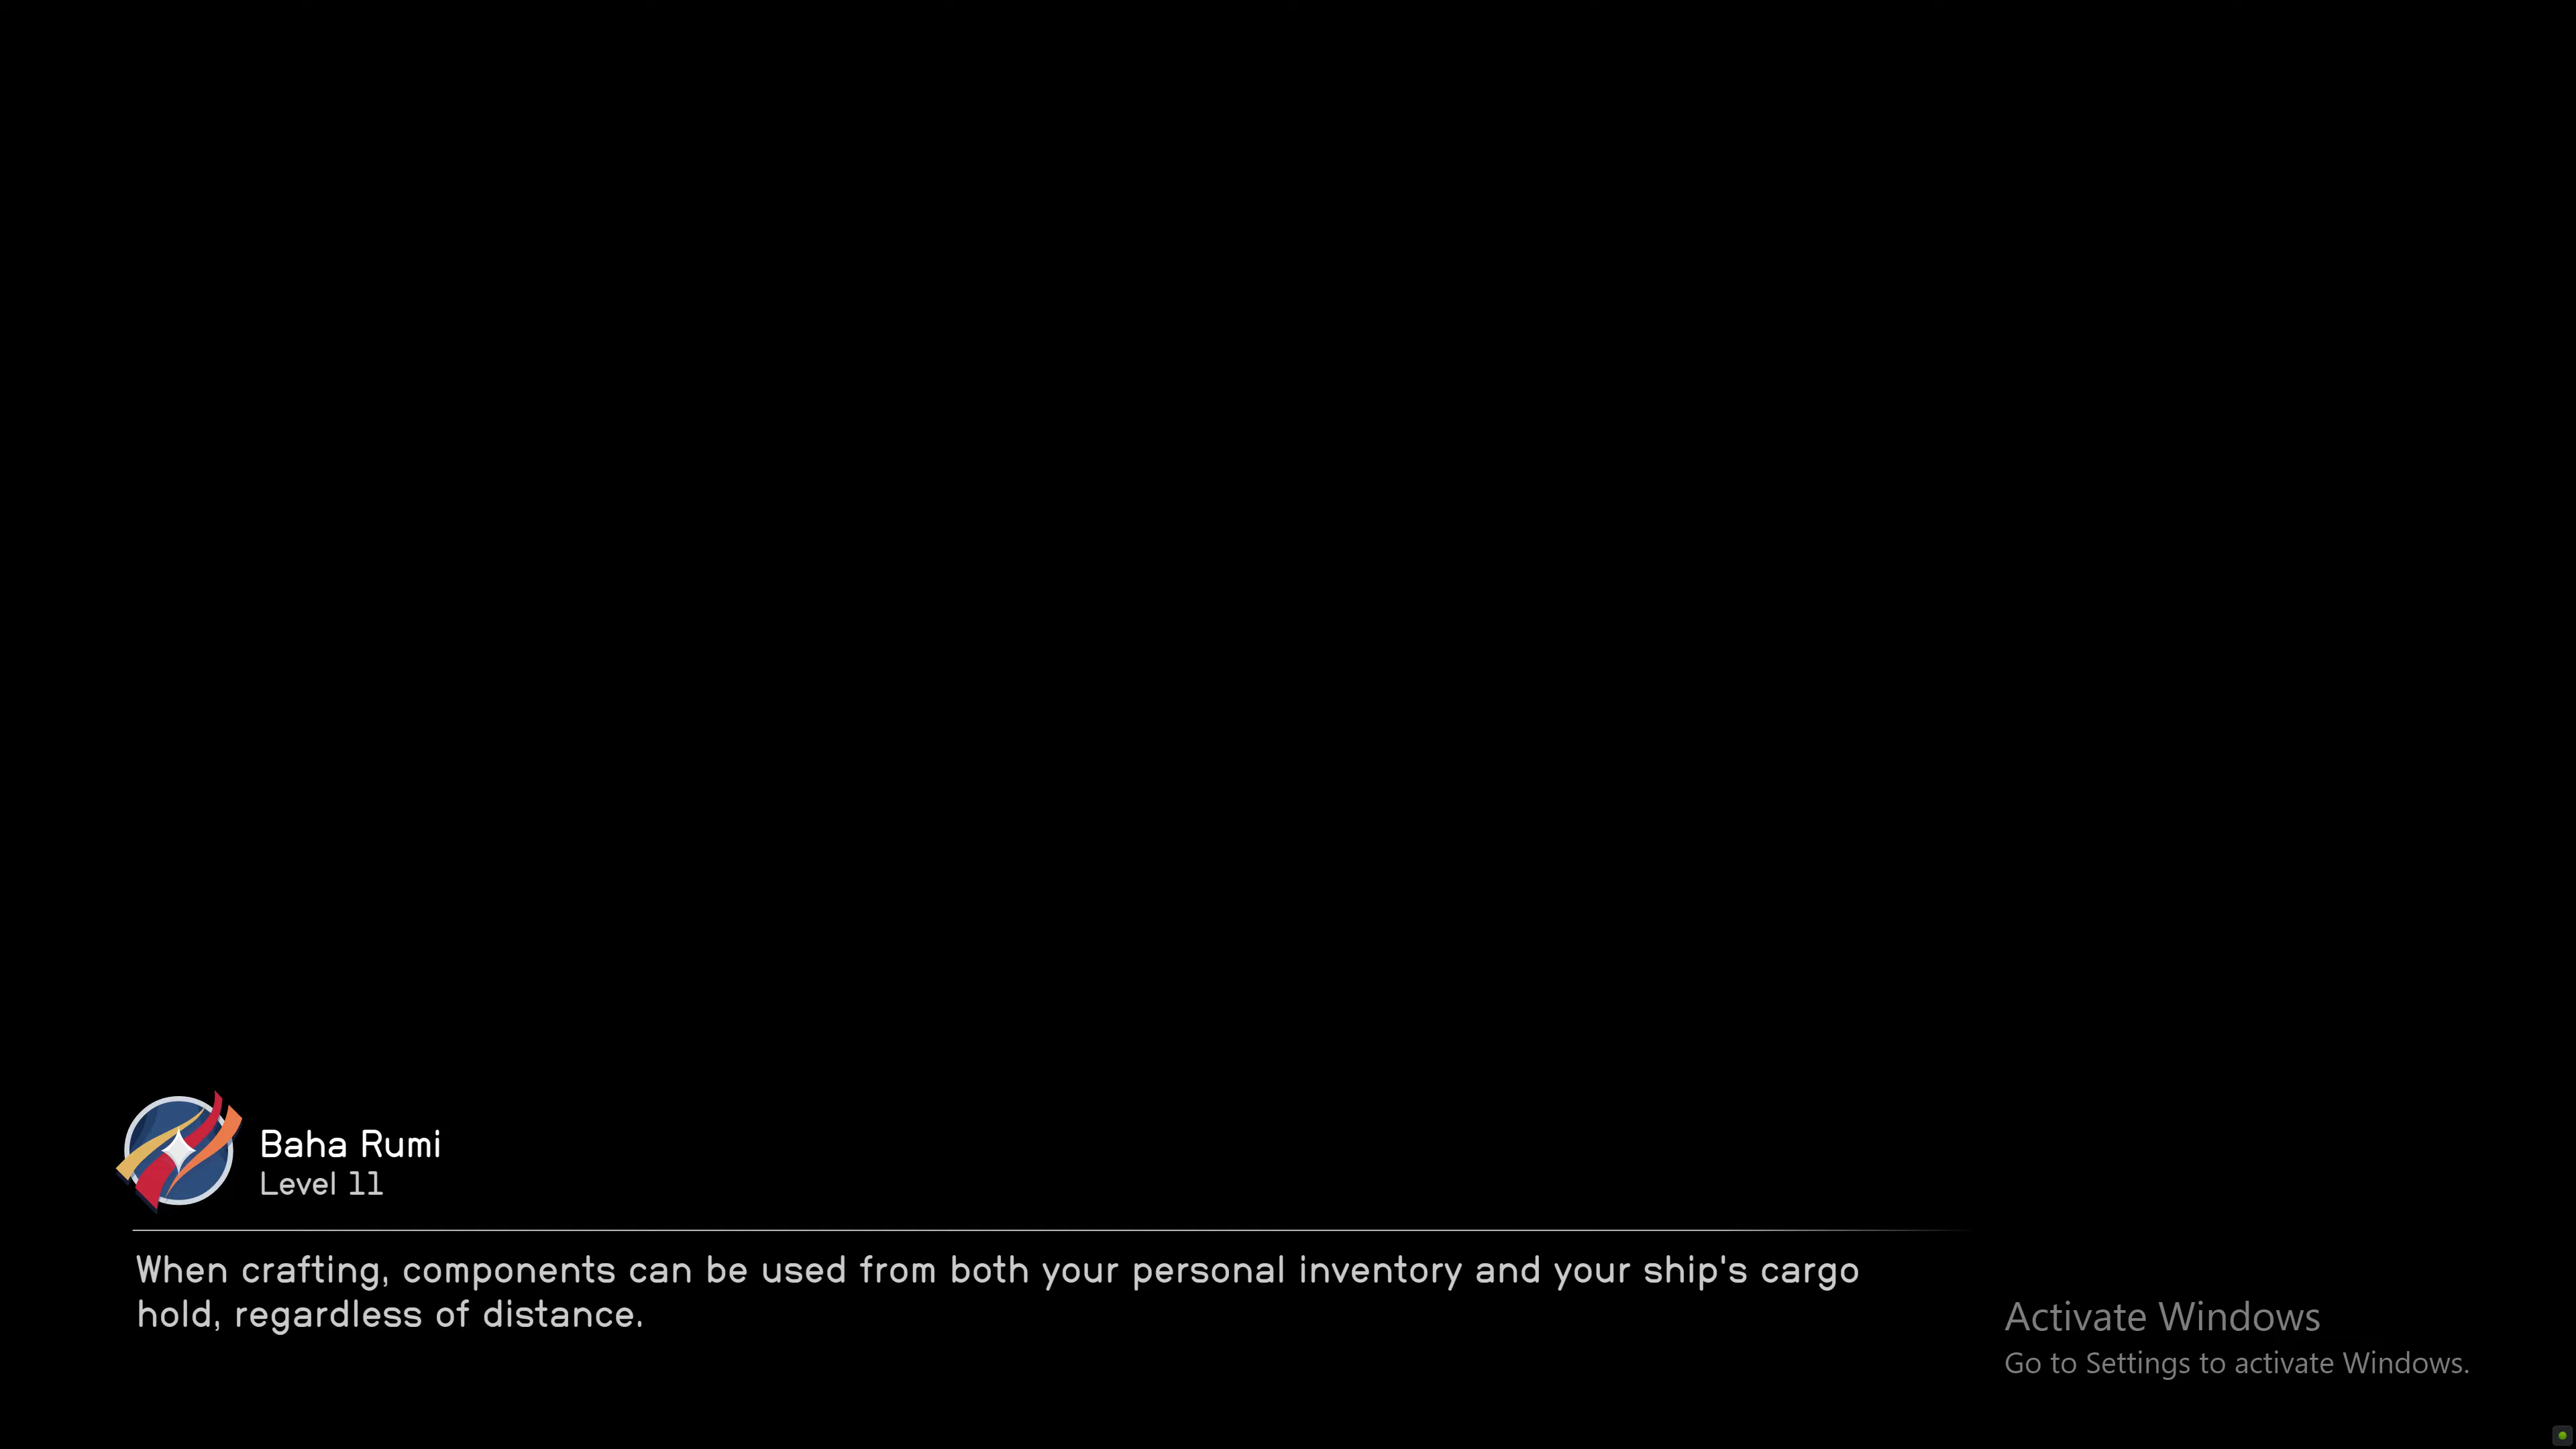 Baha Rumi
Level 11
When crafting, components can be used from both your personal inventory and your ship's cargo
hold, regardless of distance.
Activate Windows
Go to Settings to activate Windows.